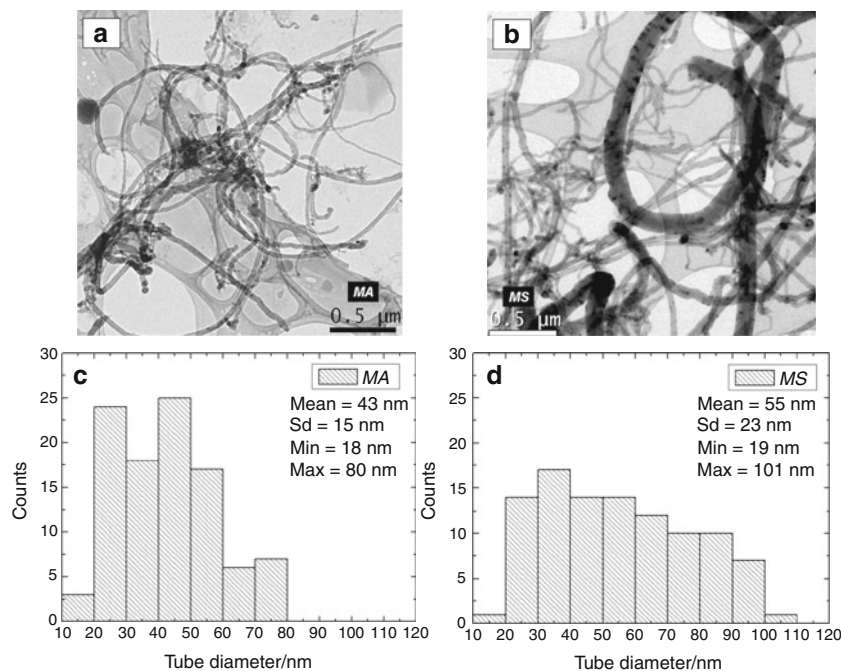 a
MA
0.5 µm
b
MS
0.5 µm
c
MA
Mean = 43 nm
Sd = 15 nm
Min = 18 nm
Max = 80 nm
30
25
20
15
10
5
0
Counts
10 20 30 40 50 60 70 80 90 100 110 120
Tube diameter/nm
d
MS
Mean = 55 nm
Sd = 23 nm
Min = 19 nm
Max = 101 nm
30
25
20
15
10
5
0
Counts
10 20 30 40 50 60 70 80 90 100 110 120
Tube diameter/nm